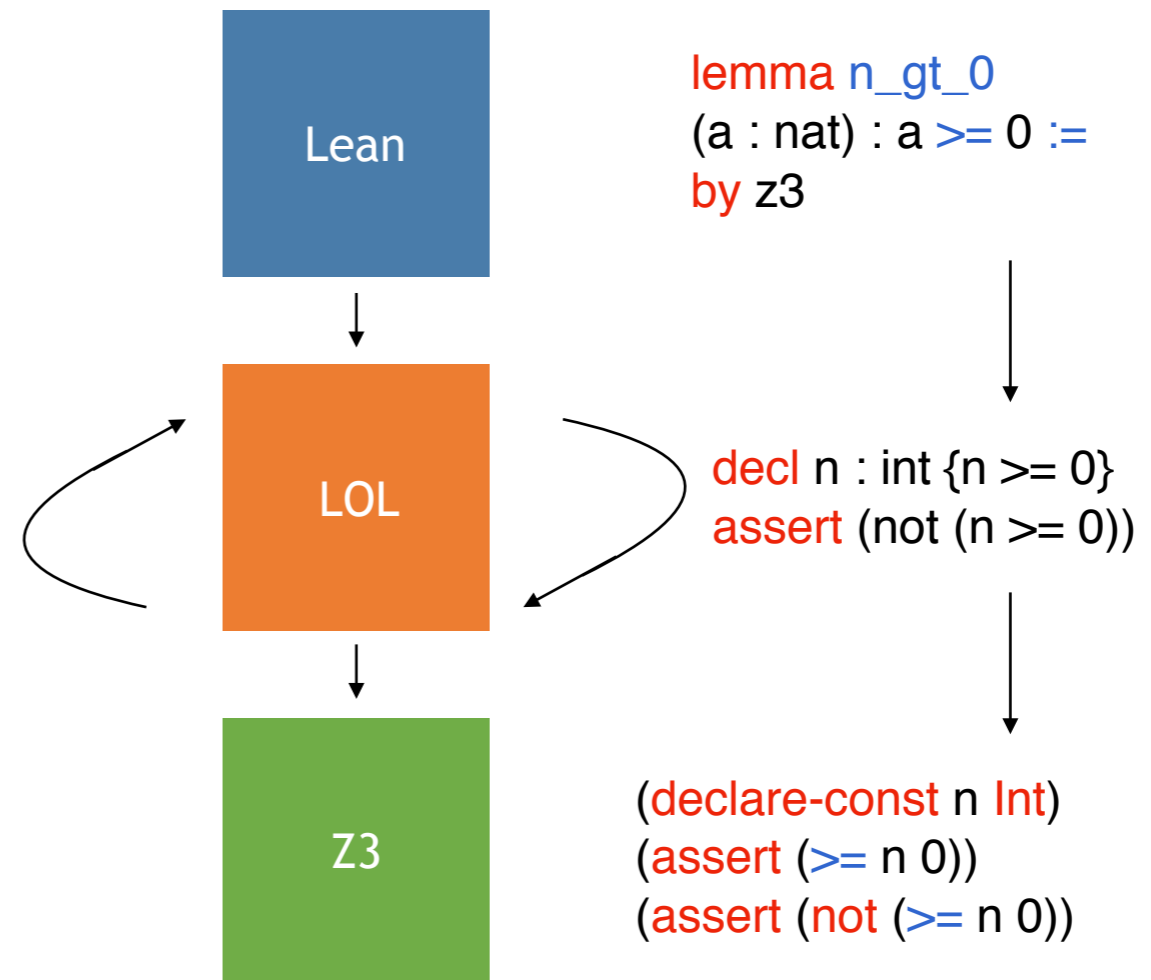 Lean
lemma n_gt_0
(a : nat) : a >= 0 :=
by z3
LOL
decl n : int {n >= 0}
assert (not (n >= 0))
Z3
(declare-const n Int)
(assert (>= n 0))
(assert (not (>= n 0))